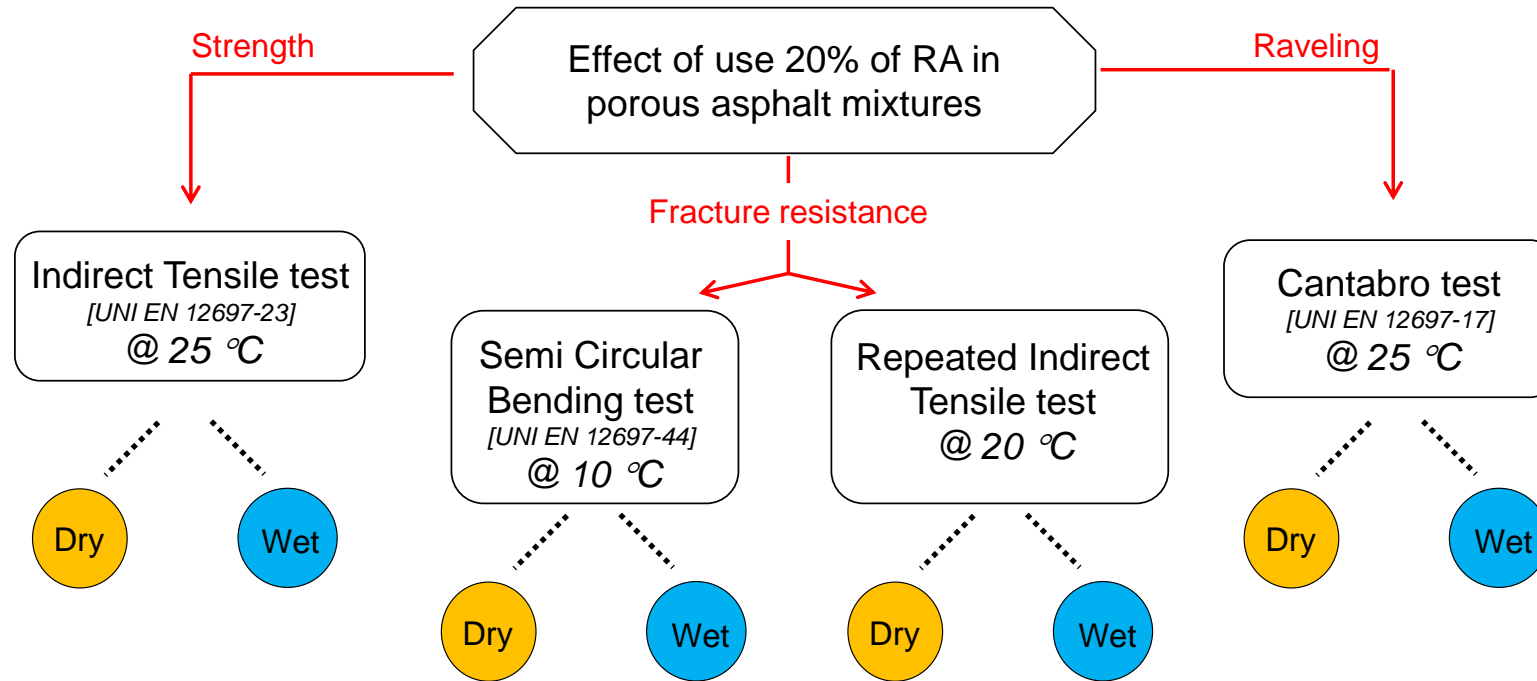 Strength
Effect of use 20% of RA in
porous asphalt mixtures
Raveling
Fracture resistance
Indirect Tensile test
[UNI EN 12697-23]
@ 25 °C
Semi Circular
Bending test
[UNI EN 12697-44]
@ 10 °C
Repeated Indirect
Tensile test
@ 20 °C
Cantabro test
[UNI EN 12697-17]
@ 25 °C
Dry
Wet
Dry
Wet
Dry
Wet
Dry
Wet